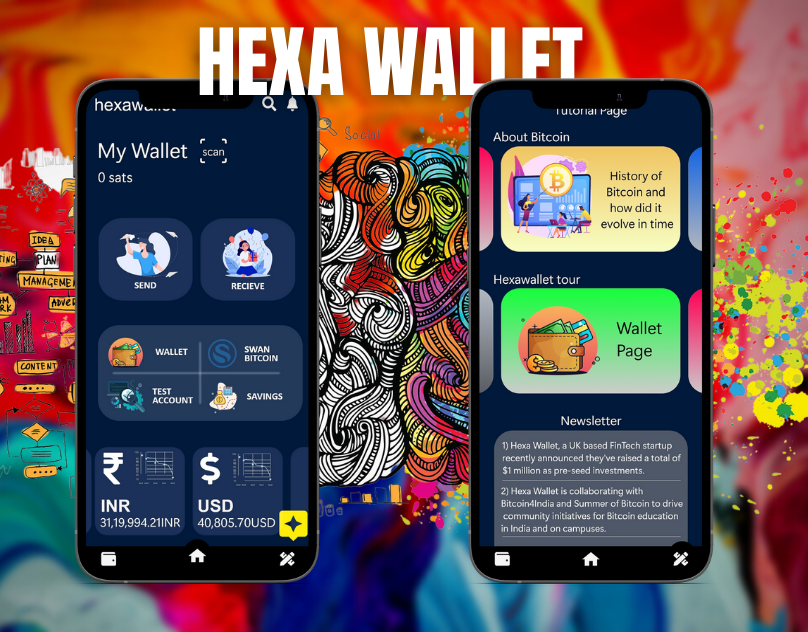 HEXA WALLET
hexawallet
My Wallet
scan
0 sats
SEND
RECIEVE
WALLET
SWAN
BITCOIN
TEST
ACCOUNT
SAVINGS
₹
INR
31,19,994.21INR
$
USD
40,805.70USD
Tutorial Page
About Bitcoin
History of
Bitcoin and
how did it
evolve in time
Hexawallet tour
Wallet
Page
Newsletter
1) Hexa Wallet, a UK based FinTech startup
recently announced they've raised a total of
$1 million as pre-seed investments.
2) Hexa Wallet is collaborating with
Bitcoin4India and Summer of Bitcoin to drive
community initiatives for Bitcoin education
in India and on campuses.
Social
IDEA
PLAN
CONTENT